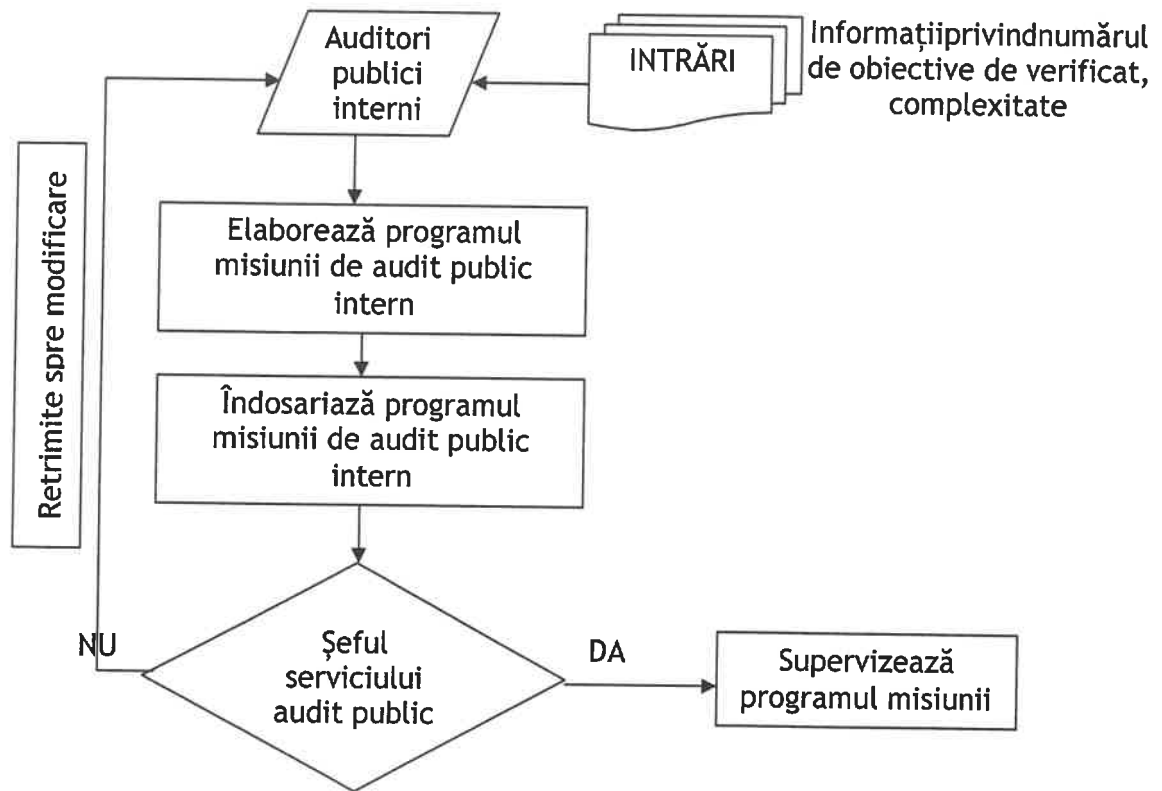 Auditori
publici
interni
INTRĂRI
Informațiiprivindnumărul
de obiective de verificat,
complexitate
Retrimite spre modificare
Elaborează programul
misiunii de audit public
intern
Îndosariază programul
misiunii de audit public
intern
NU
Șeful
serviciului
audit public
DA
Supervizează
programul misiunii